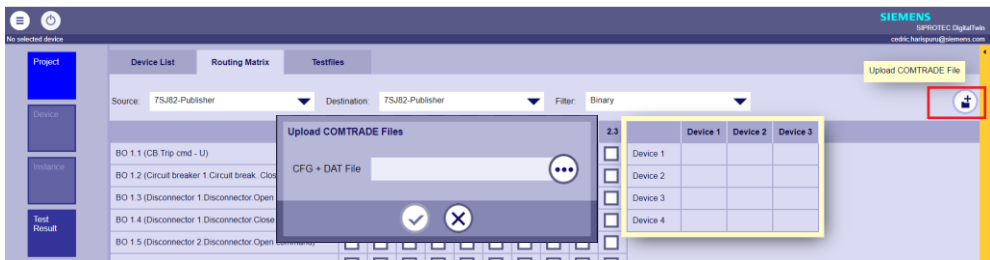 SIEMENS
SIPROTEC DigitalTwin
No selected device
cedric.harispuru@siemens.com
Project
Device List
Routing Matrix
Testfiles
Upload COMTRADE File
Source: 7SJ82-Publisher
Destination: 7SJ82-Publisher
Filter: Binary
Device
Upload COMTRADE Files
2.3
Device 1 Device 2 Device 3
BO 1.1 (CB.Trip cmd - U)
Device 1
CFG + DAT File
Instance
BO 1.2 (Circuit breaker 1.Circuit break..Clos
Device 2
BO 1.3 (Disconnector 1.Disconnector.Open
Device 3
Test
Result
BO 1.4 (Disconnector 1.Disconnector.Close
Device 4
BO 1.5 (Disconnector 2.Disconnector.Open command)